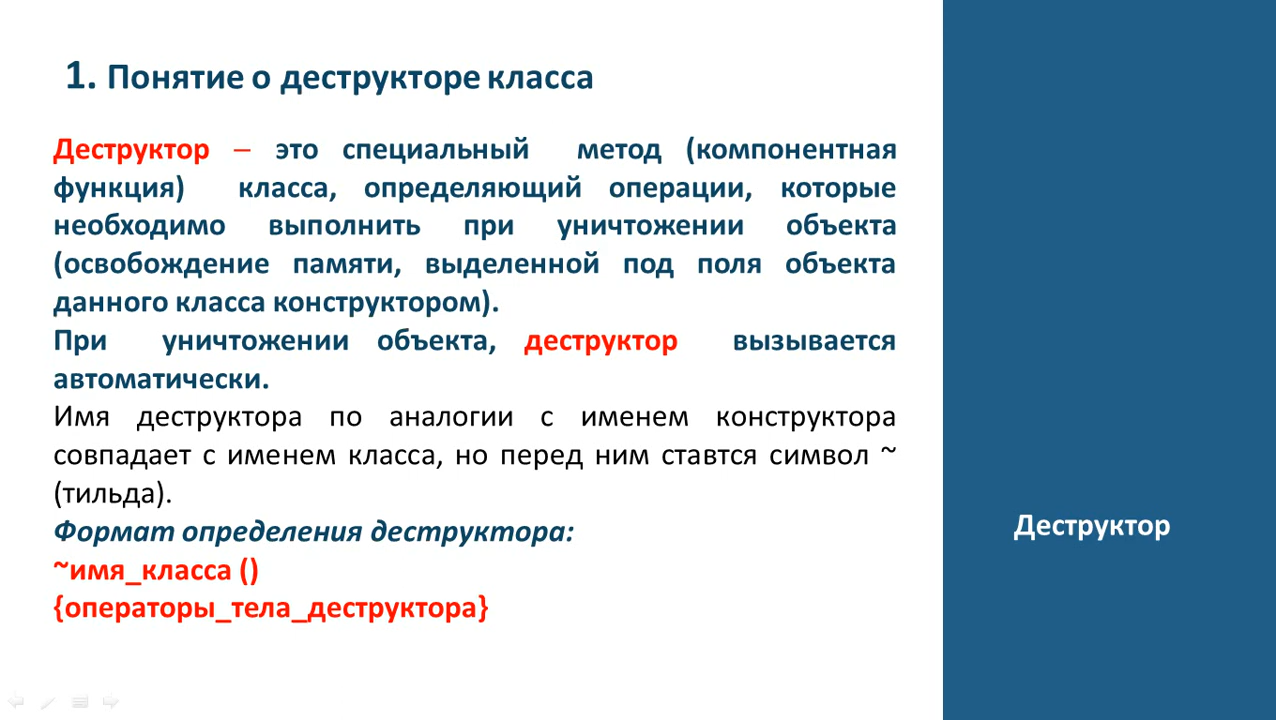 1. Понятие о деструкторе класса
Деструктор – это специальный метод (компонентная
функция) класса, определяющий операции, которые
необходимо выполнить при уничтожении объекта
(освобождение памяти, выделенной под поля объекта
данного класса конструктором).
При уничтожении объекта, деструктор вызывается
автоматически.
Имя деструктора по аналогии с именем конструктора
совпадает с именем класса, но перед ним ставтся символ ~
(тильда).
Формат определения деструктора:
~имя_класса ()
{операторы_тела_деструктора}
Деструктор